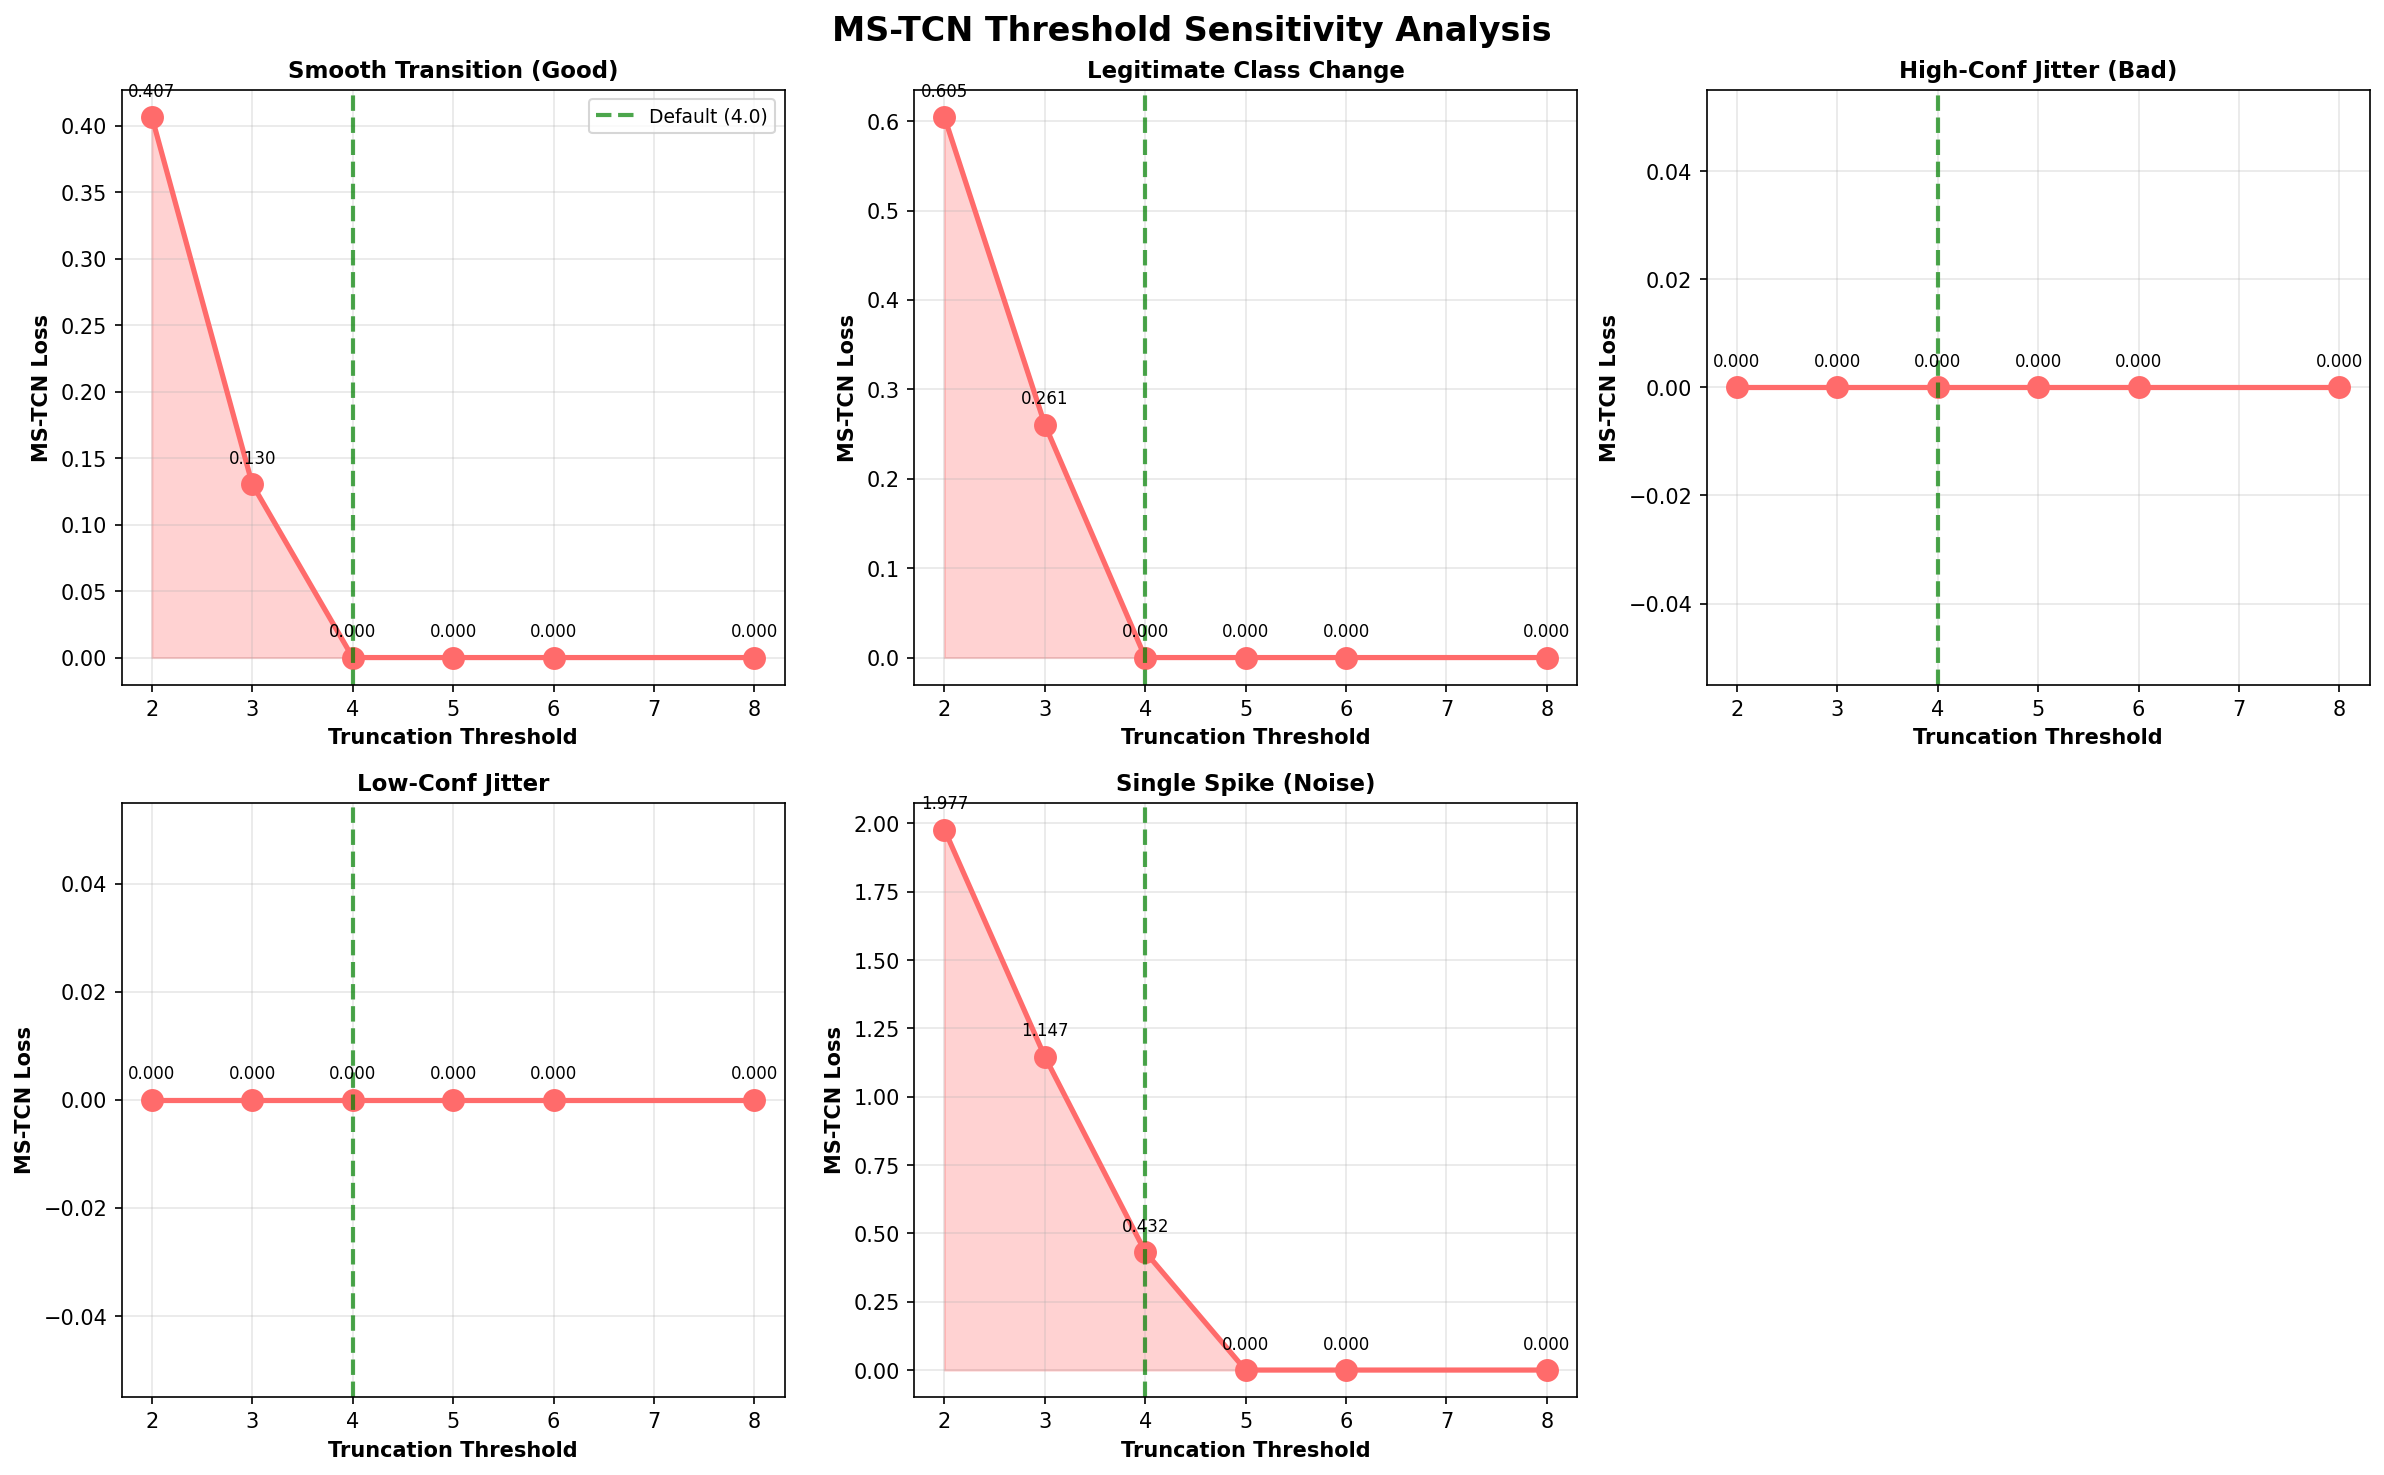 MS-TCN Threshold Sensitivity Analysis
Smooth Transition (Good)
0.407
Default (4.0)
0.40
0.35
0.30
0.25
0.20
0.15
0.10
0.05
0.00
0.130
0.000 0.000 0.000 0.000
MS-TCN Loss
2 3 4 5 6 7 8
Truncation Threshold
Legitimate Class Change
0.605
0.6
0.5
0.4
0.3
0.2
0.1
0.0
0.261
0.000 0.000 0.000 0.000
MS-TCN Loss
2 3 4 5 6 7 8
Truncation Threshold
High-Conf Jitter (Bad)
0.04
0.02
0.00
−0.02
−0.04
0.000 0.000 0.000 0.000 0.000 0.000
MS-TCN Loss
2 3 4 5 6 7 8
Truncation Threshold
Low-Conf Jitter
0.04
0.02
0.00
−0.02
−0.04
0.000 0.000 0.000 0.000 0.000 0.000
MS-TCN Loss
2 3 4 5 6 7 8
Truncation Threshold
Single Spike (Noise)
1.977
2.00
1.75
1.50
1.25
1.00
0.75
0.50
0.25
0.00
1.147
0.432
0.000 0.000 0.000
MS-TCN Loss
2 3 4 5 6 7 8
Truncation Threshold